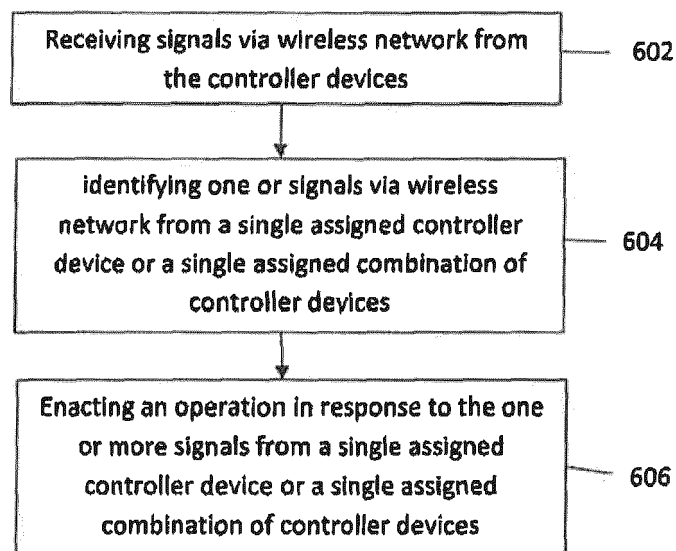 Receiving signals via wireless network from
the controller devices
602
identifying one or signals via wireless
network from a single assigned controller
device or a single assigned combination of
controller devices
604
Enacting an operation in response to the one
or more signals from a single assigned
controller device or a single assigned
combination of controller devices
606